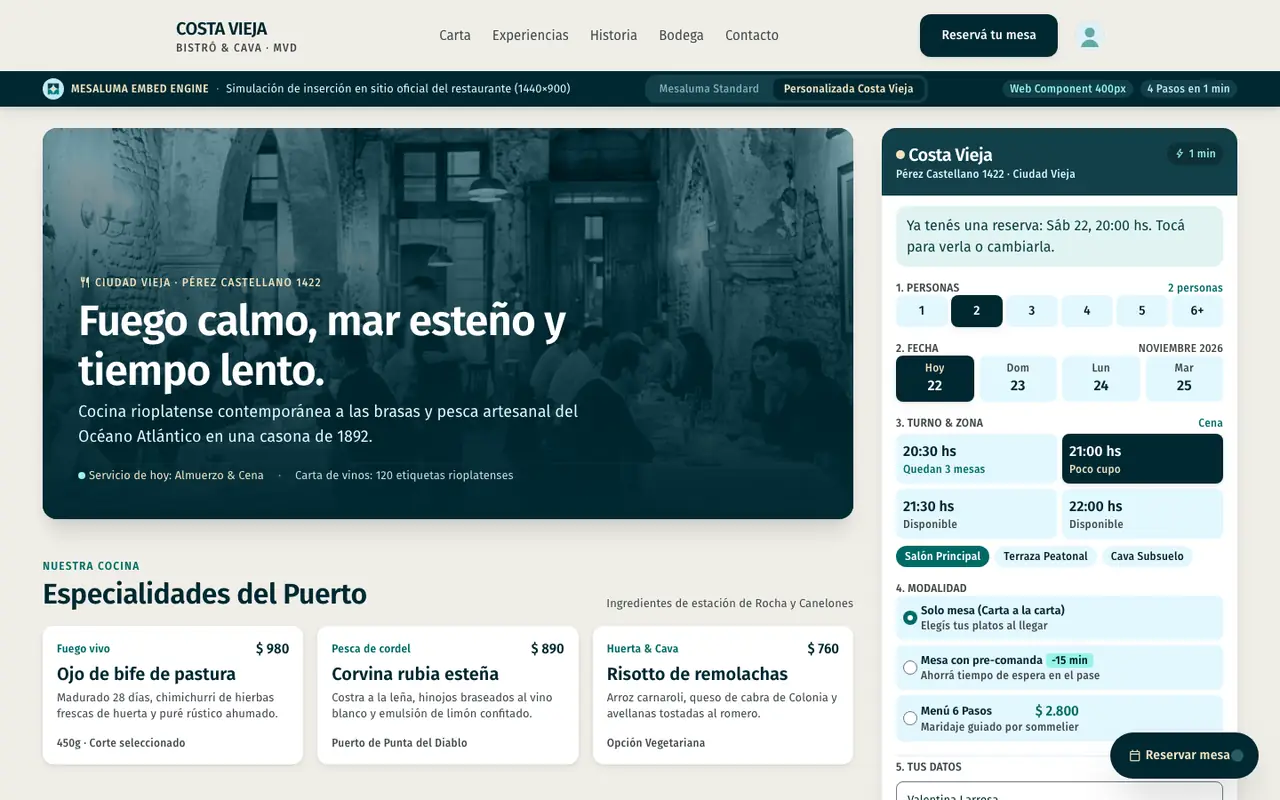 COSTA VIEJA
BISTRÓ & CAVA · MVD
Carta
Experiencias
Historia
Bodega
Contacto
Reservá tu mesa
MESALUMA EMBED ENGINE · Simulación de inserción en sitio oficial del restaurante (1440×900)
Mesaluma Standard
Personalizada Costa Vieja
Web Component 400px
4 Pasos en 1 min
CIUDAD VIEJA · PÉREZ CASTELLANO 1422
Fuego calmo, mar esteño y
tiempo lento.
Cocina rioplatense contemporánea a las brasas y pesca artesanal del
Océano Atlántico en una casona de 1892.
Servicio de hoy: Almuerzo & Cena · Carta de vinos: 120 etiquetas rioplatenses
NUESTRA COCINA
Especialidades del Puerto
Ingredientes de estación de Rocha y Canelones
Fuego vivo
$ 980
Ojo de bife de pastura
Madurado 28 días, chimichurri de hierbas
frescas de huerta y puré rústico ahumado.
450g · Corte seleccionado
Pesca de cordel
$ 890
Corvina rubia esteña
Costra a la leña, hinojos braseados al vino
blanco y emulsión de limón confitado.
Puerto de Punta del Diablo
Huerta & Cava
$ 760
Risotto de remolachas
Arroz carnaroli, queso de cabra de Colonia y
avellanas tostadas al romero.
Opción Vegetariana
Costa Vieja
1 min
Pérez Castellano 1422 · Ciudad Vieja
Ya tenés una reserva: Sáb 22, 20:00 hs. Tocá
para verla o cambiarla.
1. PERSONAS
2 personas
1
2
3
4
5
6+
2. FECHA
NOVIEMBRE 2026
Hoy
22
Dom
23
Lun
24
Mar
25
3. TURNO & ZONA
Cena
20:30 hs
Quedan 3 mesas
21:00 hs
Poco cupo
21:30 hs
Disponible
22:00 hs
Disponible
Salón Principal
Terraza Peatonal
Cava Subsuelo
4. MODALIDAD
Solo mesa (Carta a la carta)
Elegís tus platos al llegar
Mesa con pre-comanda -15 min
Ahorrá tiempo de espera en el pase
Menú 6 Pasos $ 2.800
Maridaje guiado por sommelier
Reservar mesa
5. TUS DATOS
Valentina Larrosa